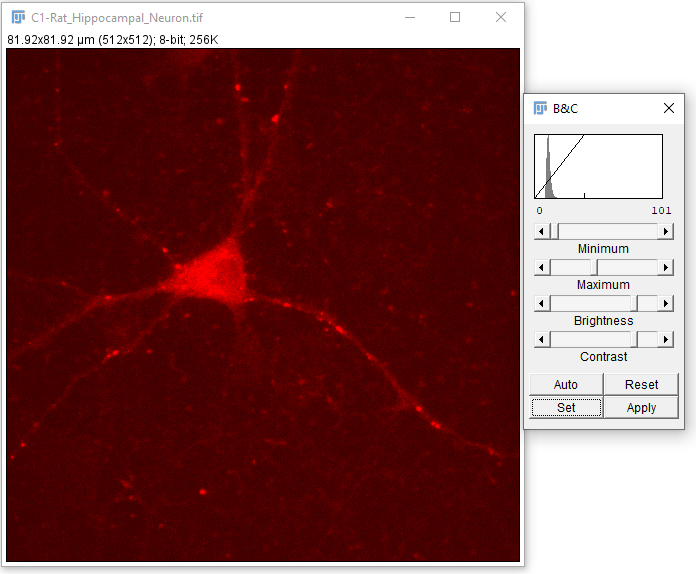 C1-Rat_Hippocampal_Neuron.tif
81.92x81.92 µm (512x512); 8-bit; 256K
B&C
0 101
Minimum
Maximum
Brightness
Contrast
Auto Reset
Set Apply